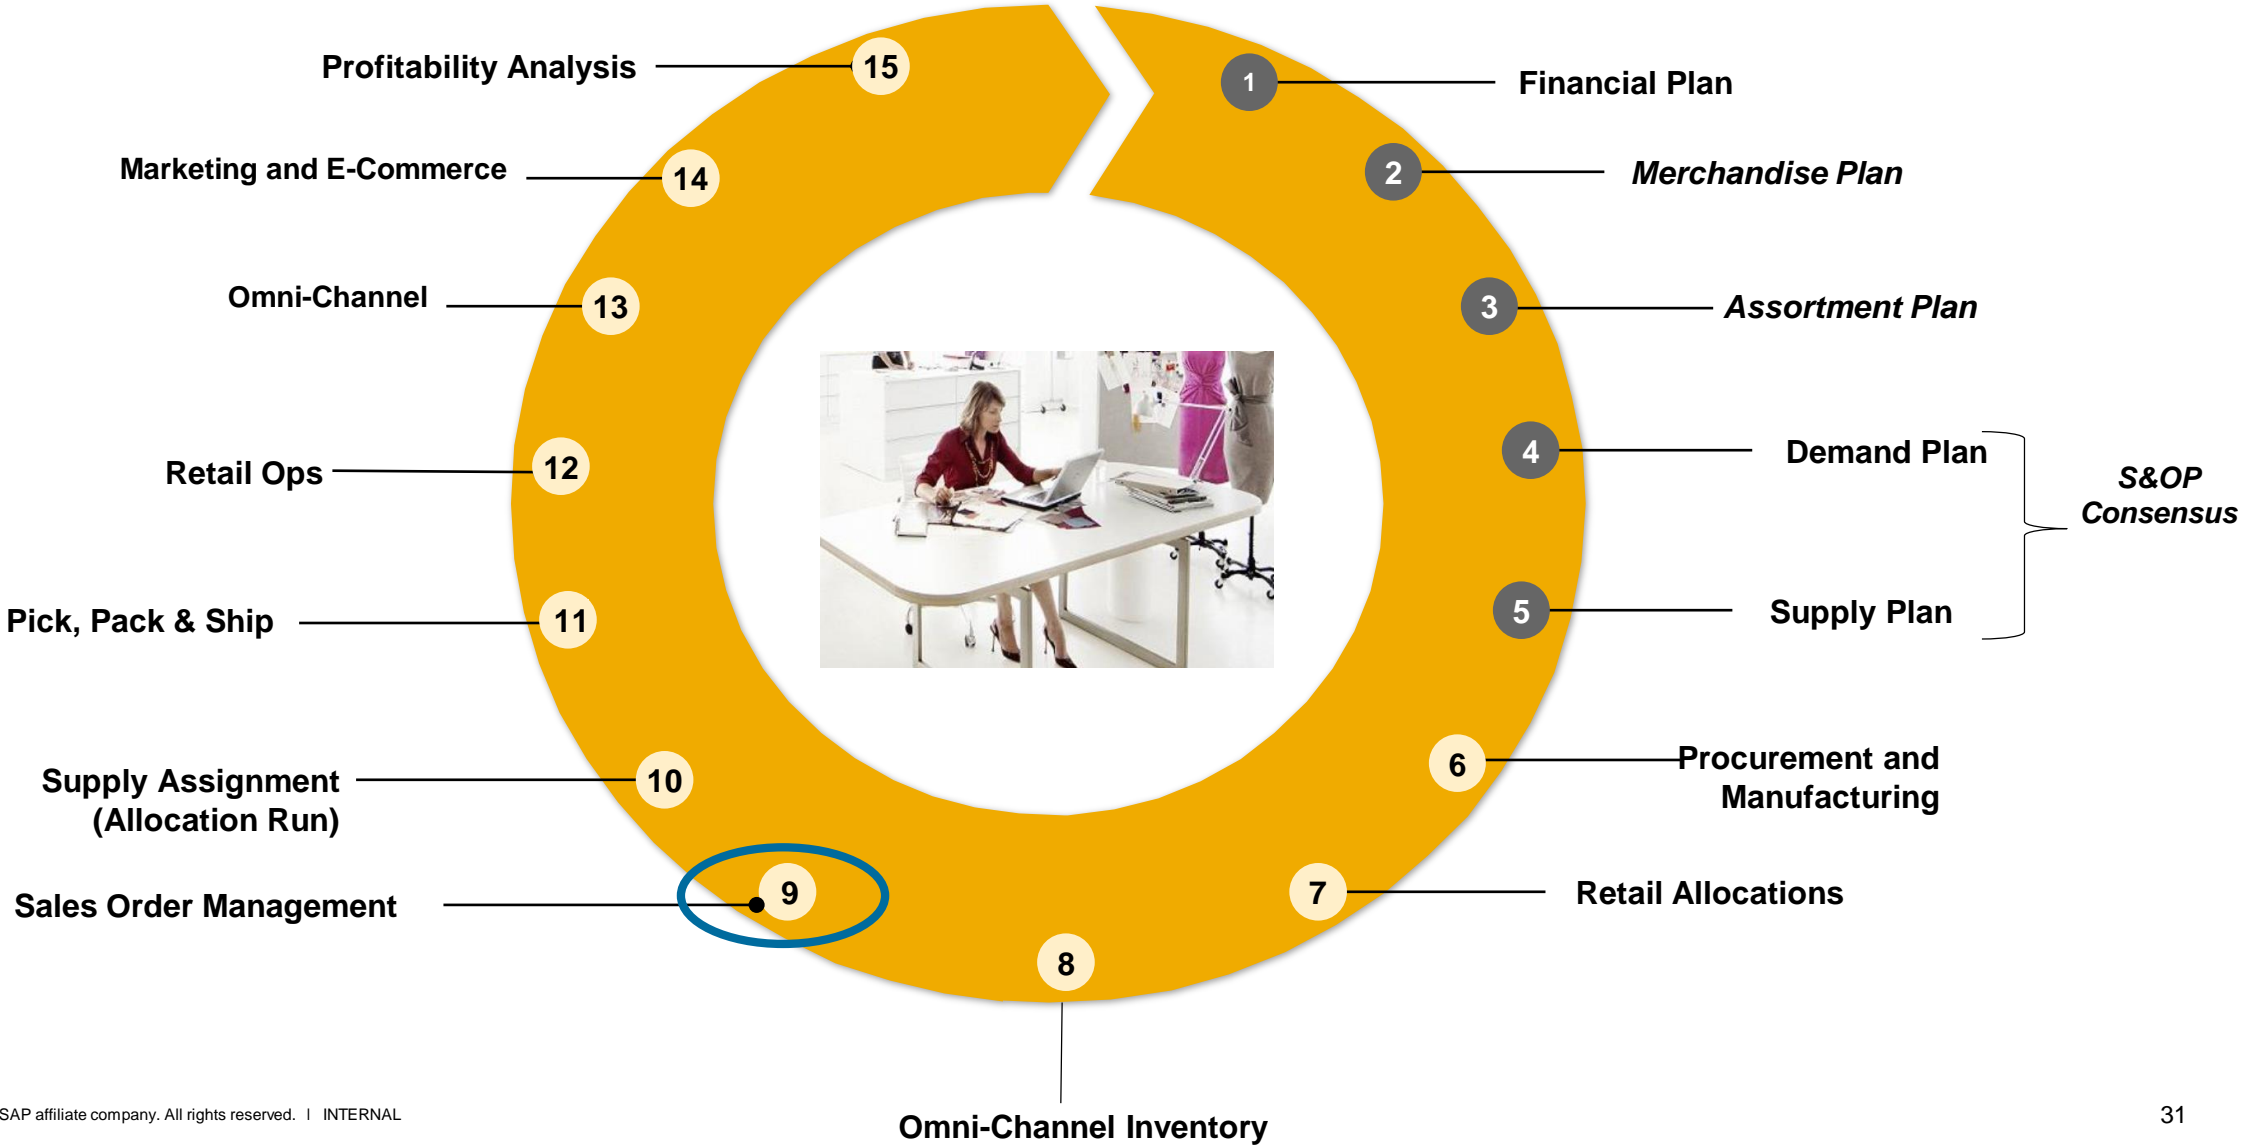 Profitability Analysis
15
1
Financial Plan
Marketing and E-Commerce
14
2
Merchandise Plan
Omni-Channel
13
3
Assortment Plan
Retail Ops
12
4
Demand Plan
S&OP
Consensus
Pick, Pack & Ship
11
5
Supply Plan
Supply Assignment
(Allocation Run)
10
6
Procurement and
Manufacturing
Sales Order Management
9
7
Retail Allocations
8
Omni-Channel Inventory
SAP affiliate company. All rights reserved. | INTERNAL
31